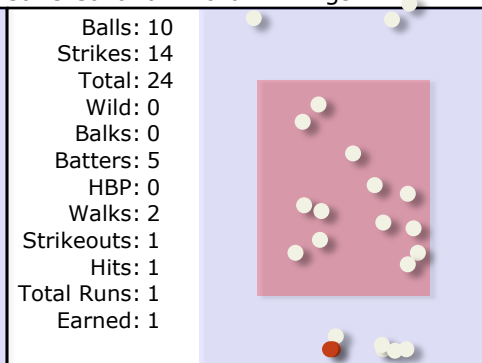 Balls: 10
Strikes: 14
Total: 24
Wild: 0
Balks: 0
Batters: 5
HBP: 0
Walks: 2
Strikeouts: 1
Hits: 1
Total Runs: 1
Earned: 1